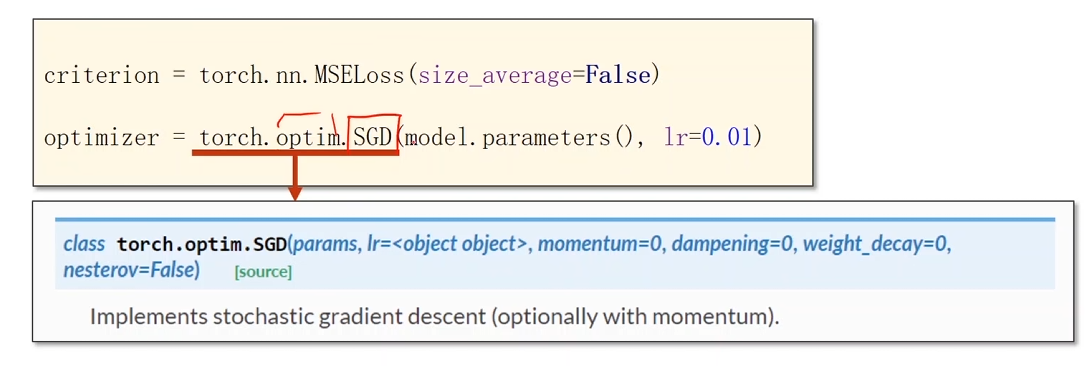 criterion = torch.nn.MSELoss(size_average=False)
optimizer = torch.optim.SGD(model.parameters(), lr=0.01)
class torch.optim.SGD(params, lr=<object object>, momentum=0, dampening=0, weight_decay=0,
nesterov=False) [source]
Implements stochastic gradient descent (optionally with momentum).